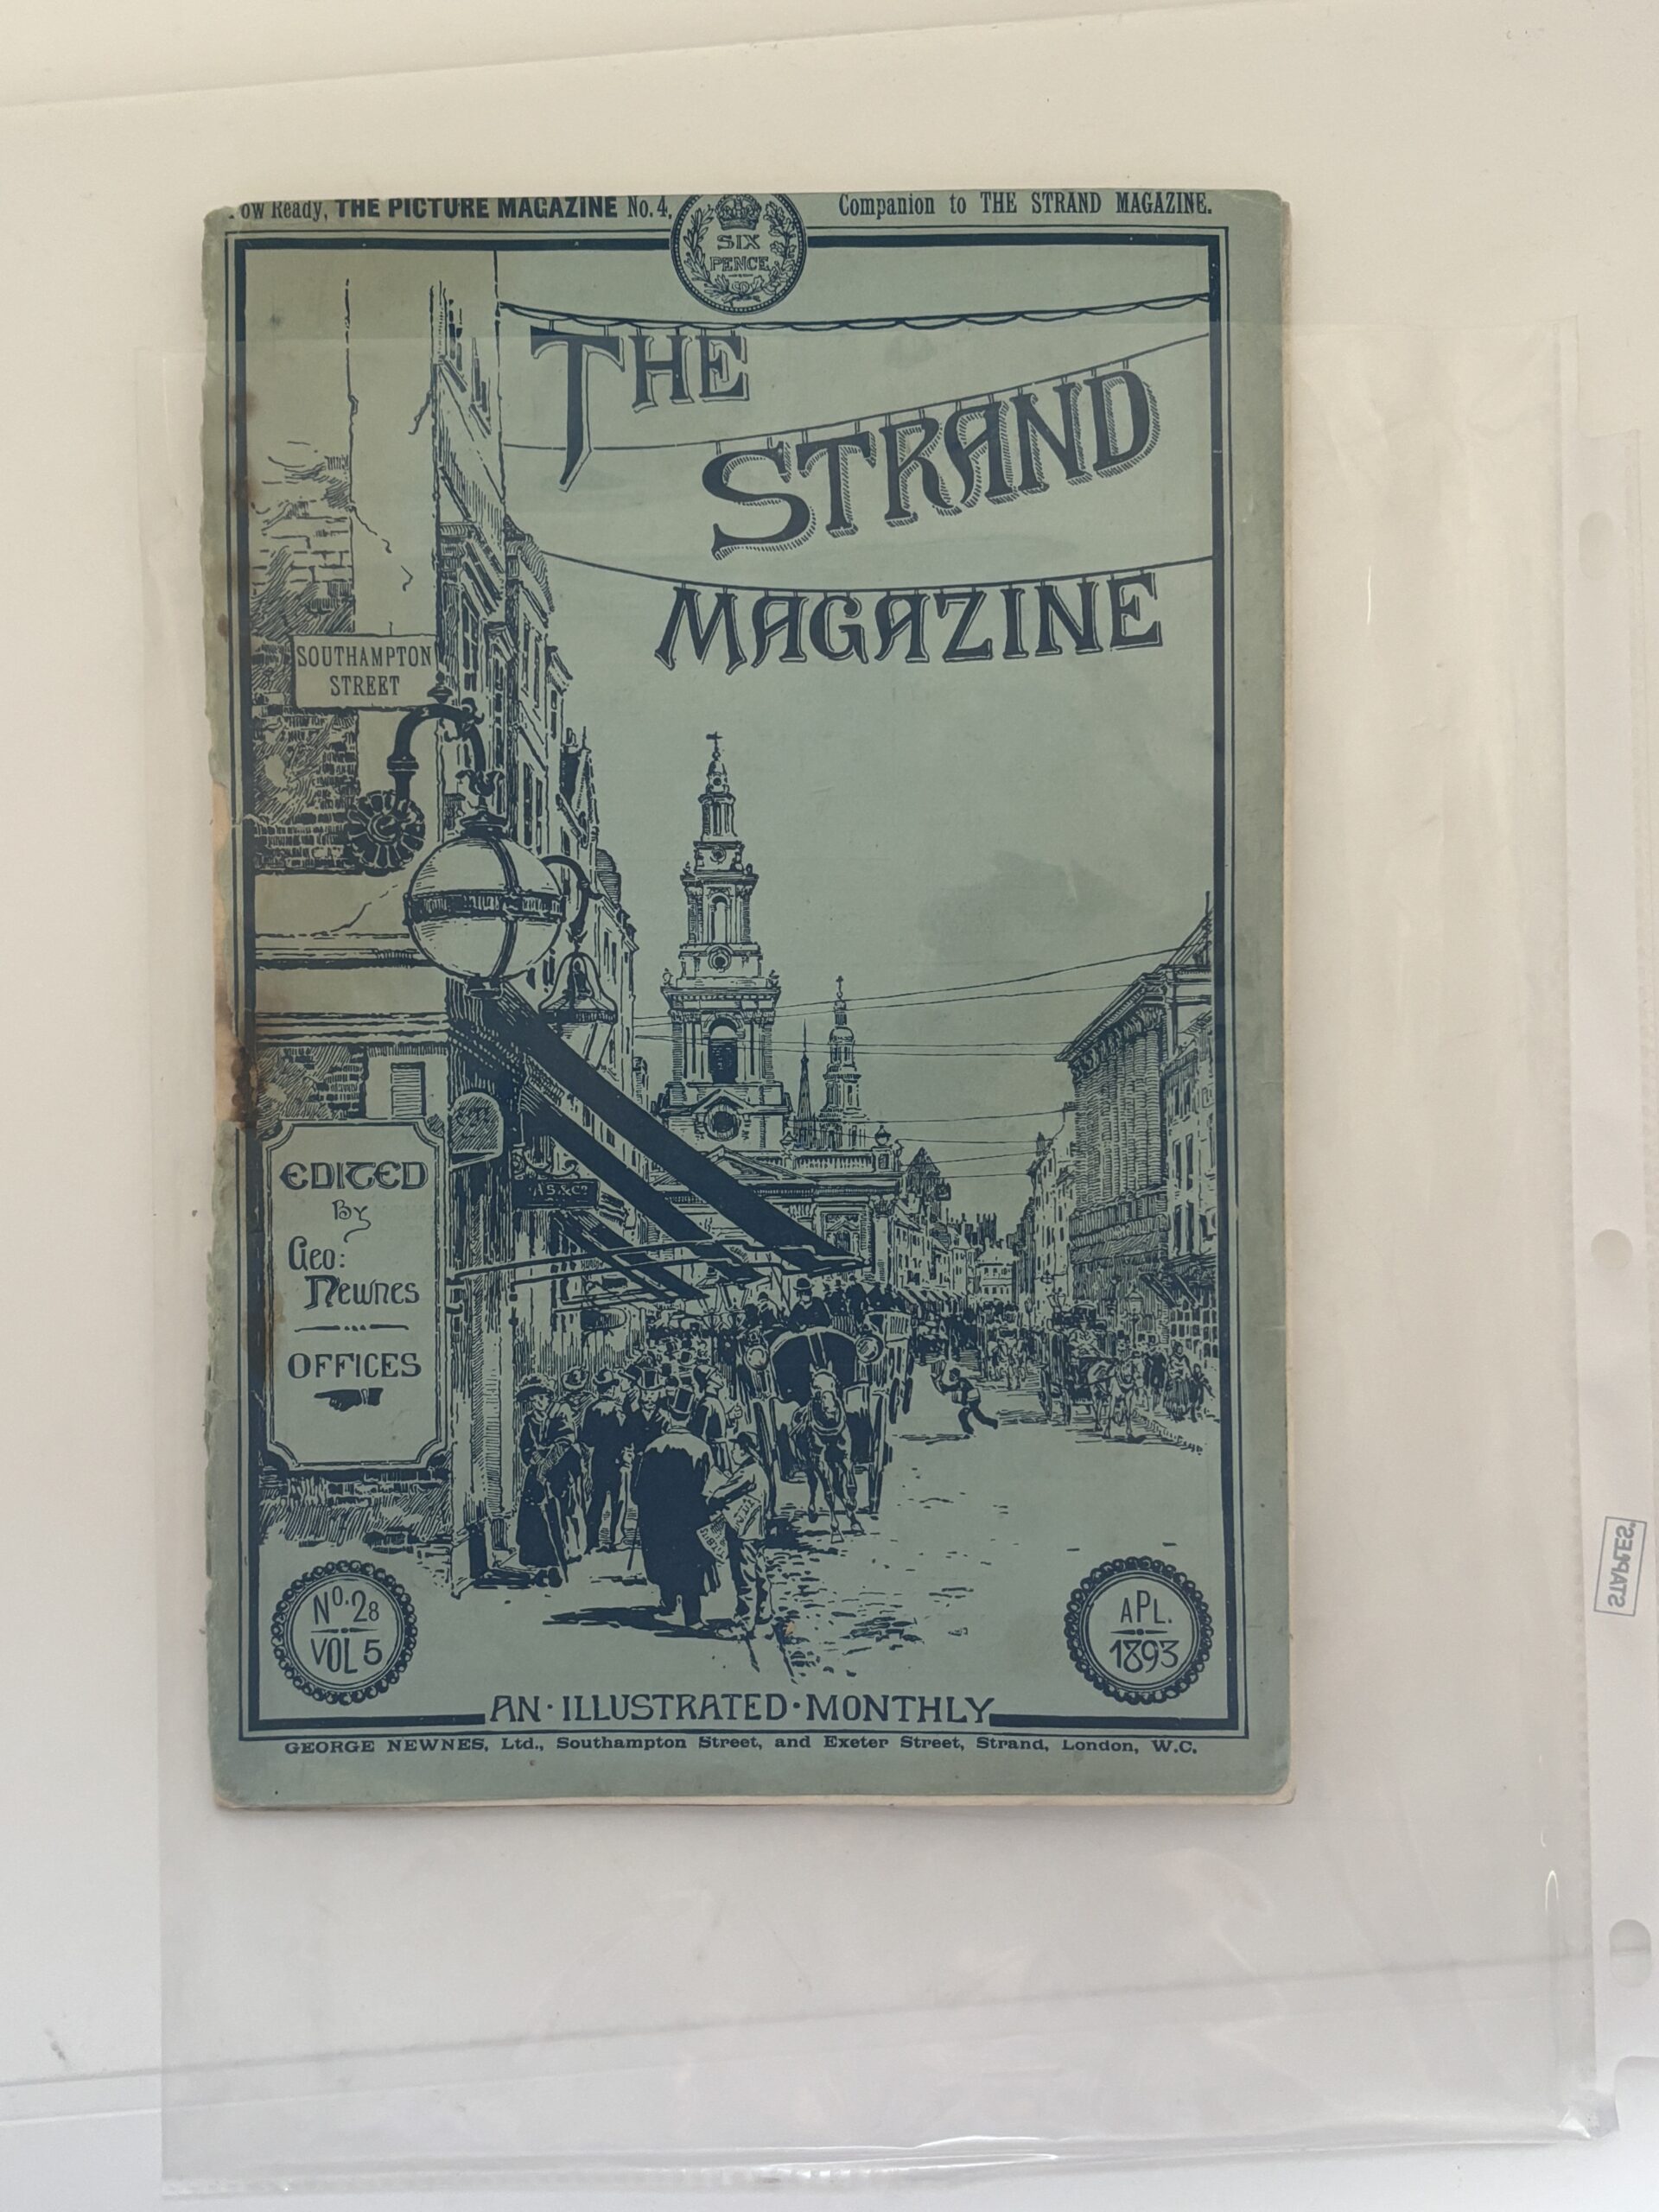 ow Ready, THE PICTURE MAGAZINE No. 4,
Companion to THE STRAND MAGAZINE.
SIX
PENCE
THE
STRAND
MAGAZINE
SOUTHAMPTON
STREET
EDITED
By
Geo:
Newnes
OFFICES
No. 28
VOL 5
APL.
1893
AN · ILLUSTRATED · MONTHLY
GEORGE NEWNES, Ltd., Southampton Street, and Exeter Street, Strand, London, W.C.
STAPLES